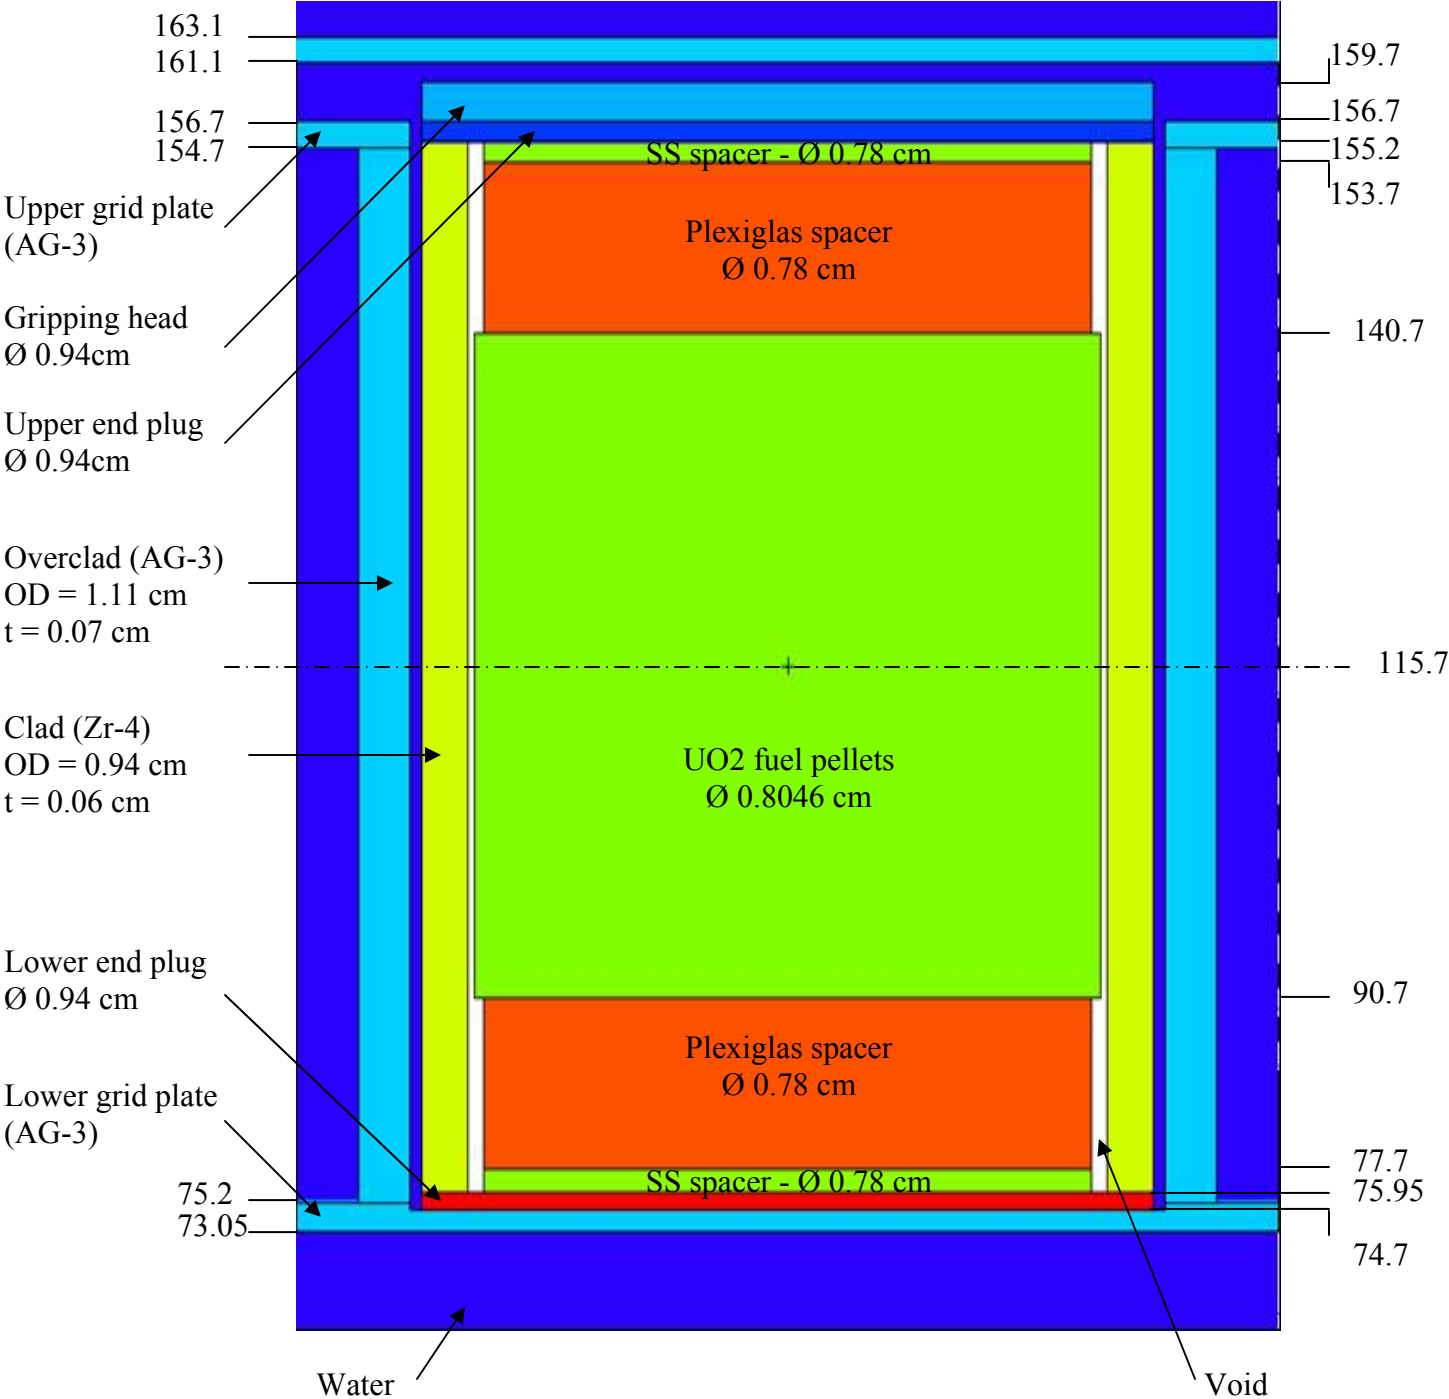 163.1
161.1
159.7
156.7
154.7
156.7
155.2
153.7
SS spacer - Ø 0.78 cm
Upper grid plate
(AG-3)
Plexiglas spacer
Ø 0.78 cm
Gripping head
Ø 0.94cm
140.7
Upper end plug
Ø 0.94cm
Overclad (AG-3)
OD = 1.11 cm
t = 0.07 cm
115.7
Clad (Zr-4)
OD = 0.94 cm
t = 0.06 cm
UO2 fuel pellets
Ø 0.8046 cm
Lower end plug
Ø 0.94 cm
90.7
Plexiglas spacer
Ø 0.78 cm
Lower grid plate
(AG-3)
77.7
SS spacer - Ø 0.78 cm
75.2
73.05
75.95
74.7
Water
Void